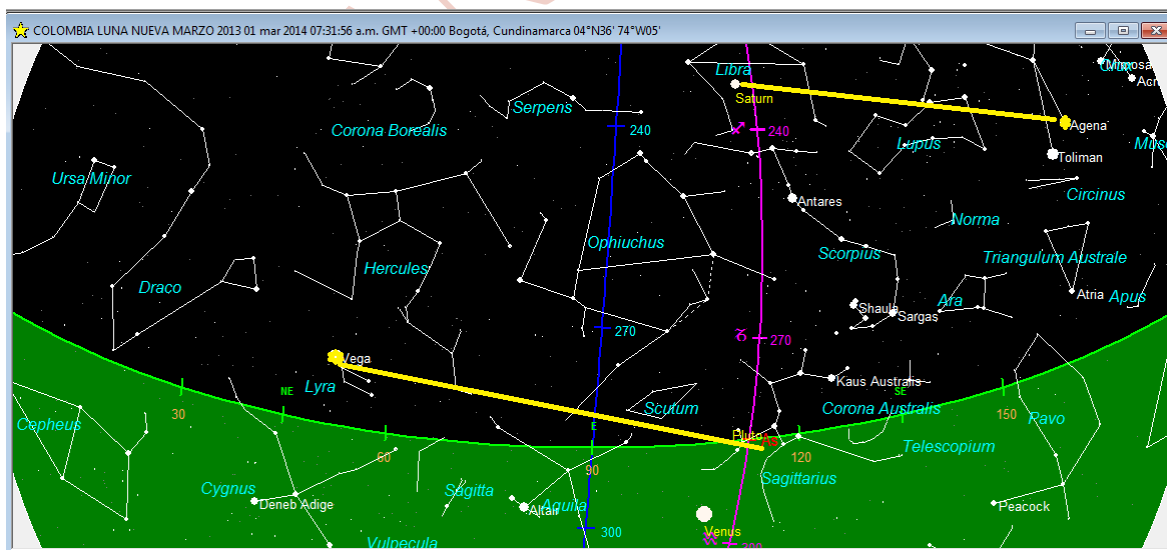 COLOMBIA LUNA NUEVA MARZO 2013 01 mar 2014 07:31:56 a.m. GMT +00:00 Bogotá, Cundinamarca 04°N36' 74°W05'
Libra
Mimosa
Acr
Saturn
Serpens
Corona Borealis
240
♐ 240
Agena
Lupus
Mus
Toliman
Ursa Minor
Circinus
Antares
Norma
Ophiuchus
Scorpius
Triangulum Australe
Hercules
Draco
Atria
Apus
Shaula
Ara
Sargas
270
♑ 270
Vega
Lyra
NE
Kaus Australis
SE
Scutum
Corona Australis
30
150
Cepheus
E
Pluto
As
Pavo
Telescopium
60
90
120
Sagittarius
Cygnus
Sagitta
Deneb Adige
Altair
Aquila
Peacock
Venus
300
300
Vulpecula